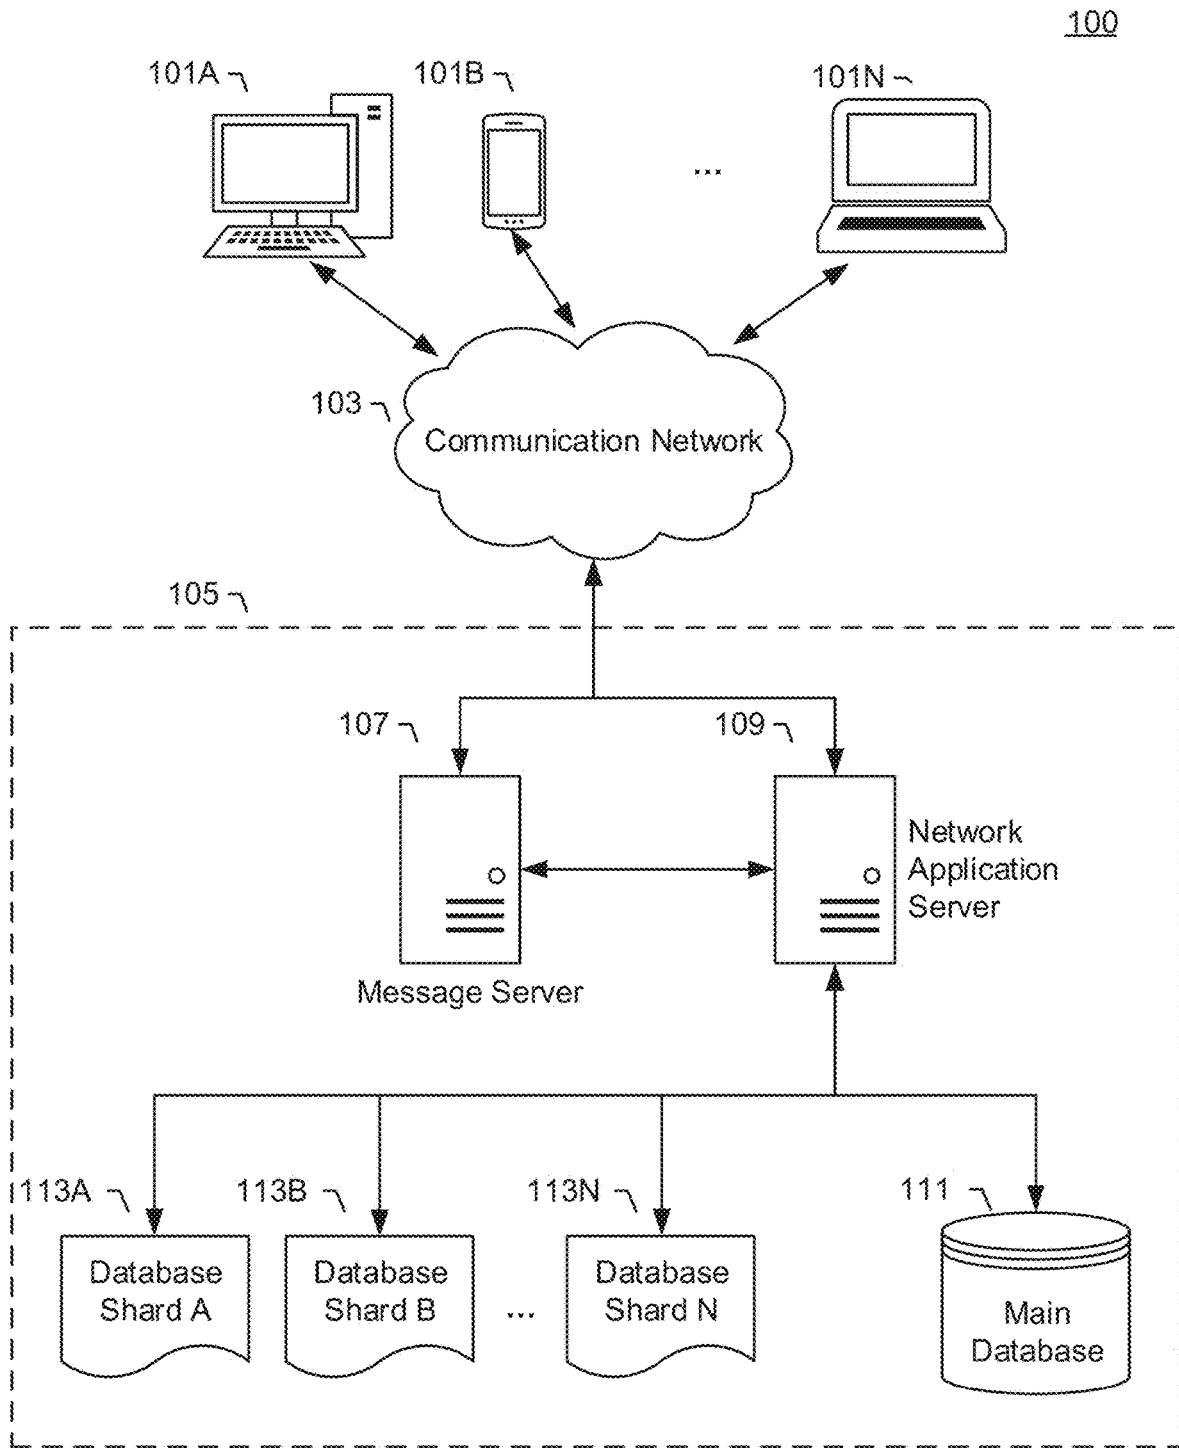 100
101A
101B
101N
...
103
Communication Network
105
107
109
Network
Application
Server
Message Server
113A
113B
113N
111
Database
Shard A
Database
Shard B
...
Database
Shard N
Main
Database